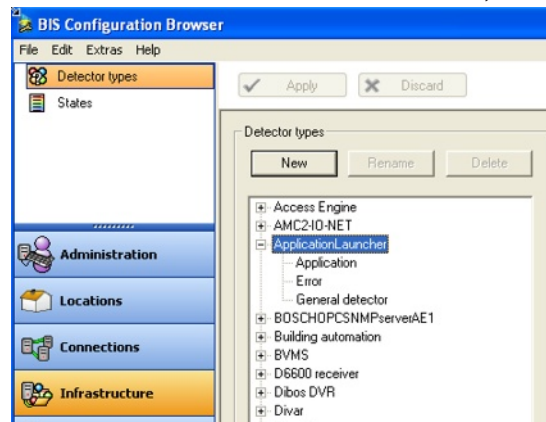 BIS Configuration Browser
File Edit Extras Help
Detector types
States
Apply Discard
Detector types
New Rename Delete
Access Engine
AMC2-IO-NET
ApplicationLauncher
Application
Error
General detector
BOSCHOPCSNMPserverAE1
Building automation
BVMS
D6600 receiver
Dibos DVR
Divar
Administration
Locations
Connections
Infrastructure